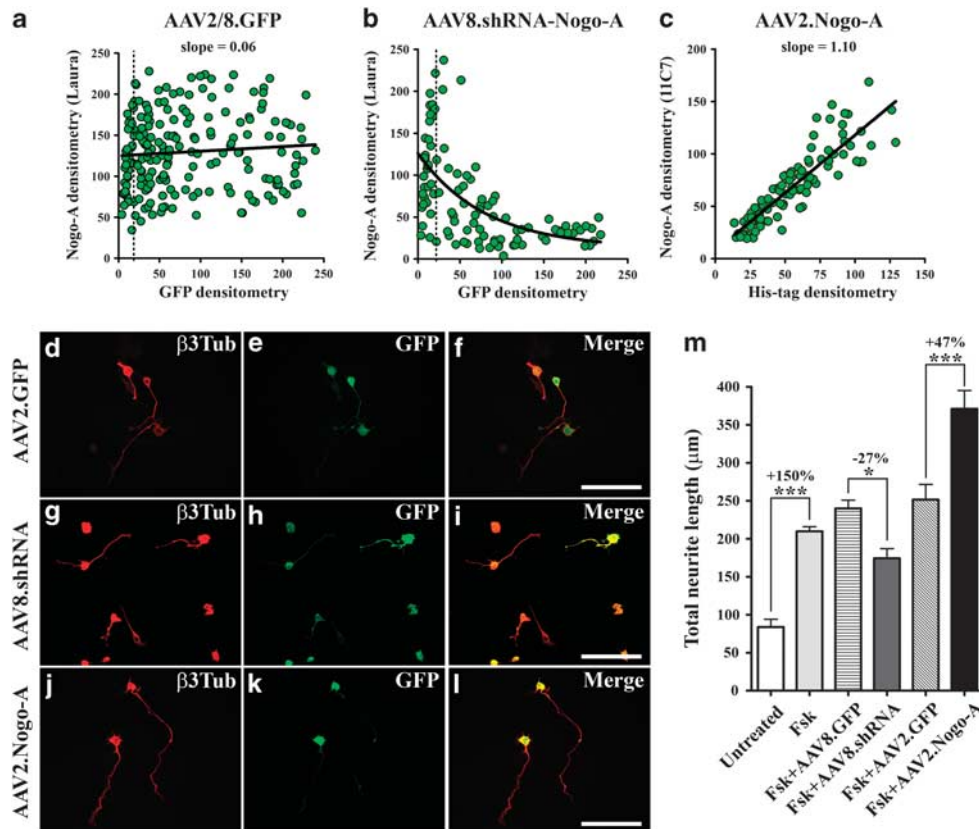 a
AAV2/8.GFP
slope = 0.06
Nogo-A densitometry (Laura)
250
200
150
100
50
0
0 50 100 150 200 250
GFP densitometry
b
AAV8.shRNA-Nogo-A
Nogo-A densitometry (Laura)
250
200
150
100
50
0
0 50 100 150 200 250
GFP densitometry
c
AAV2.Nogo-A
slope = 1.10
Nogo-A densitometry (11C7)
200
150
100
50
0
0 25 50 75 100 125 150
His-tag densitometry
AAV2.GFP
d β3Tub
e GFP
f Merge
AAV8.shRNA
g β3Tub
h GFP
i Merge
AAV2.Nogo-A
j β3Tub
k GFP
l Merge
m
Total neurite length (μm)
400
350
300
250
200
150
100
50
0
+150%
***
-27%
*
+47%
***
Untreated
Fsk
Fsk+AAV8.GFP
Fsk+AAV8.shRNA
Fsk+AAV2.GFP
Fsk+AAV2.Nogo-A